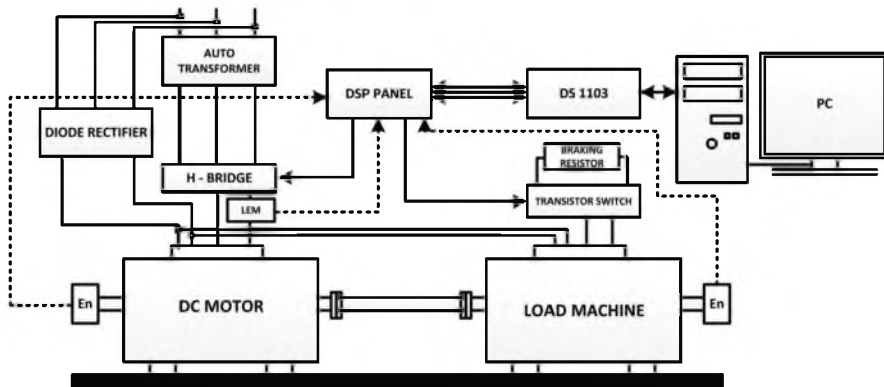 AUTO
TRANSFORMER
DSP PANEL
DS 1103
PC
DIODE RECTIFIER
BRAKING
RESISTOR
H - BRIDGE
LEM
TRANSISTOR SWITCH
En
DC MOTOR
LOAD MACHINE
En